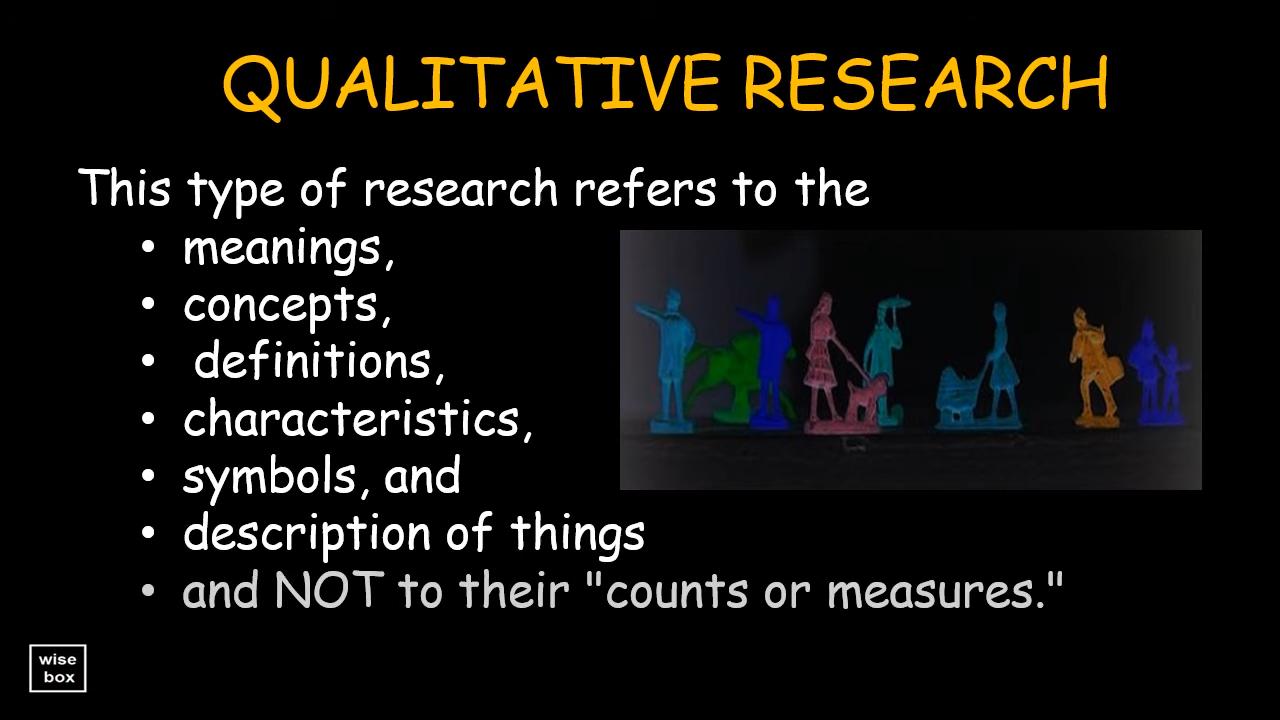 QUALITATIVE RESEARCH
This type of research refers to the
• meanings,
• concepts,
• definitions,
• characteristics,
• symbols, and
• description of things
• and NOT to their "counts or measures."
wise
box